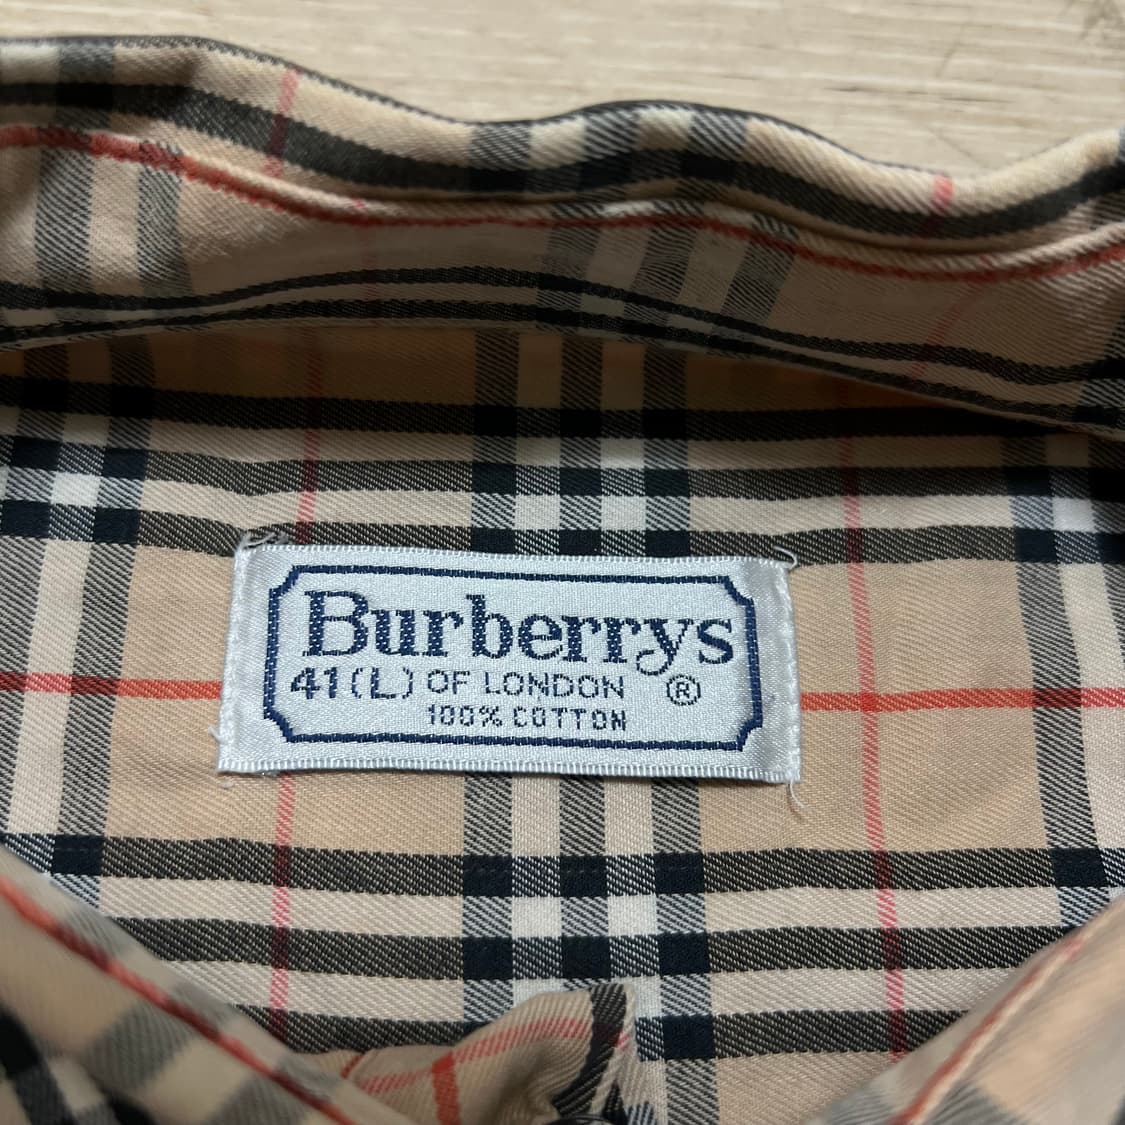 Burberrys
41(L) OF LONDON ®
100% COTTON